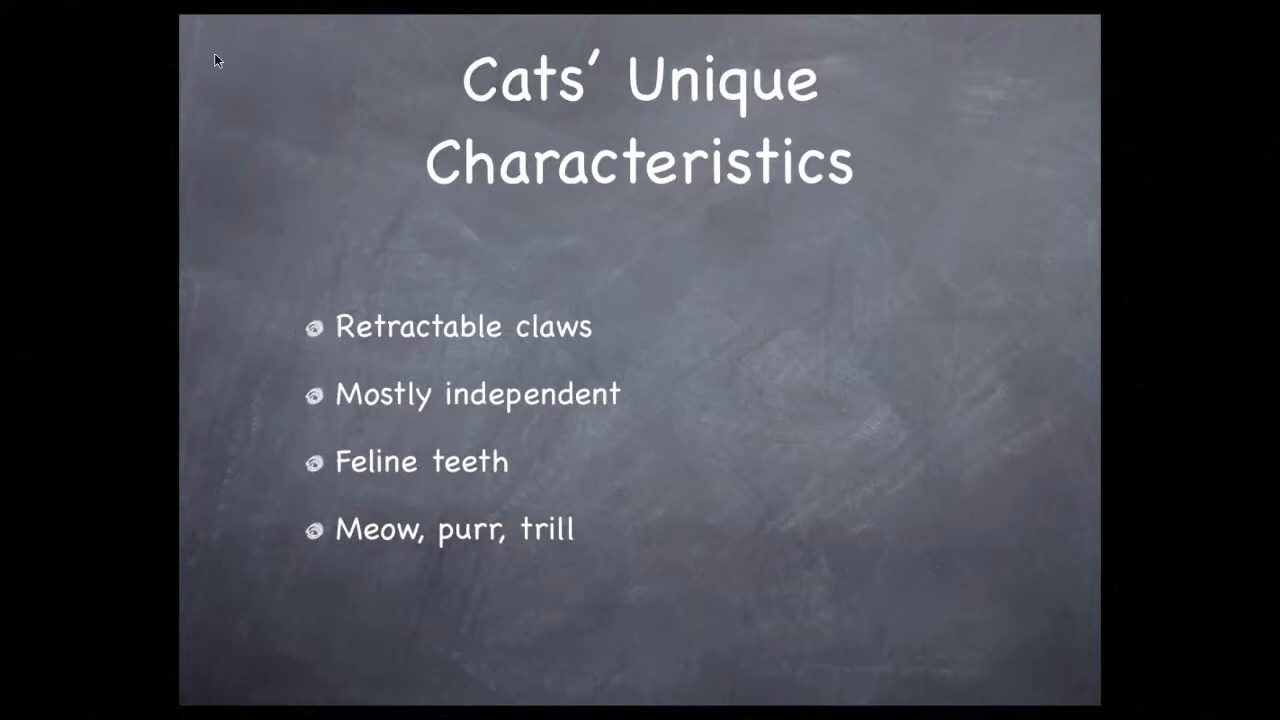 Cats’ Unique
Characteristics
Retractable claws
Mostly independent
Feline teeth
Meow, purr, trill